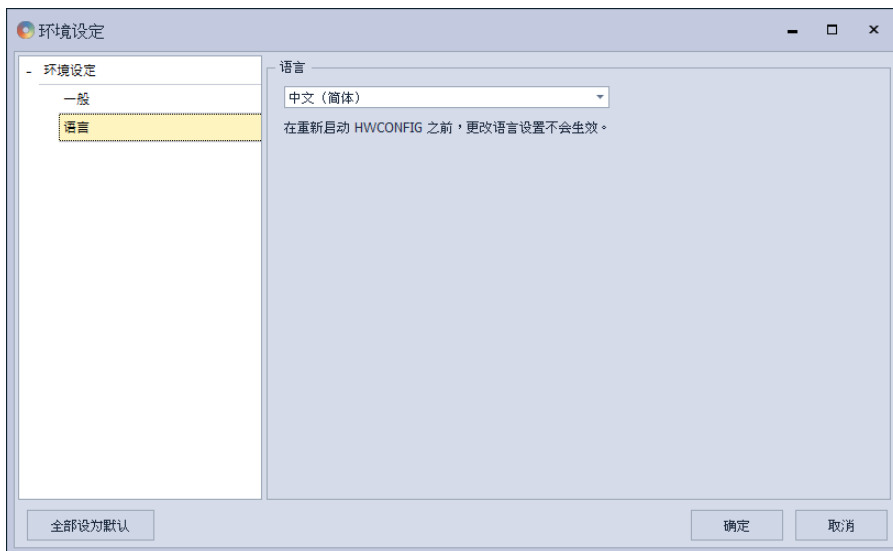 环境设定
- 环境设定
一般
语言
语言
中文（简体）
在重新启动 HWCONFIG 之前，更改语言设置不会生效。
全部设为默认
确定
取消